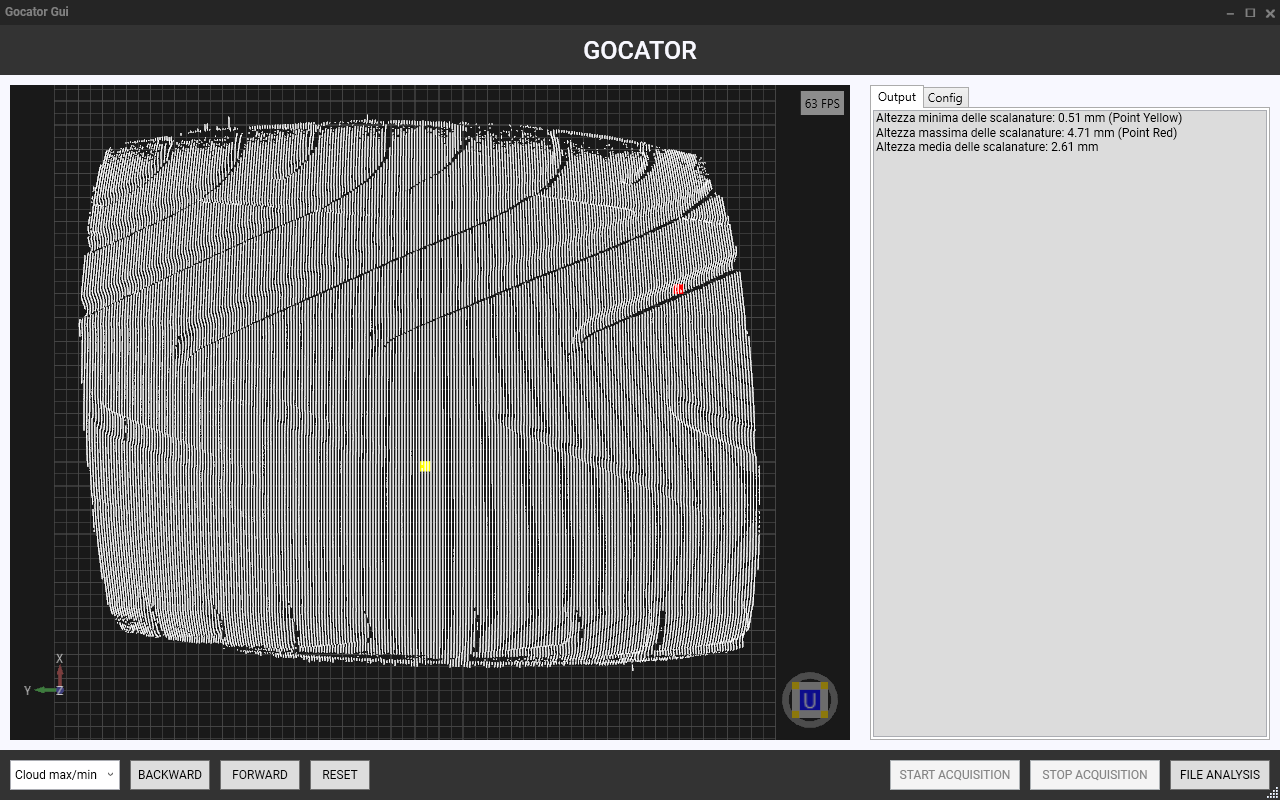 Gocator Gui
GOCATOR
63 FPS
X
Y
Z
U
Output
Config
Altezza minima delle scalanature: 0.51 mm (Point Yellow)
Altezza massima delle scalanature: 4.71 mm (Point Red)
Altezza media delle scalanature: 2.61 mm
Cloud max/min
BACKWARD
FORWARD
RESET
START ACQUISITION
STOP ACQUISITION
FILE ANALYSIS